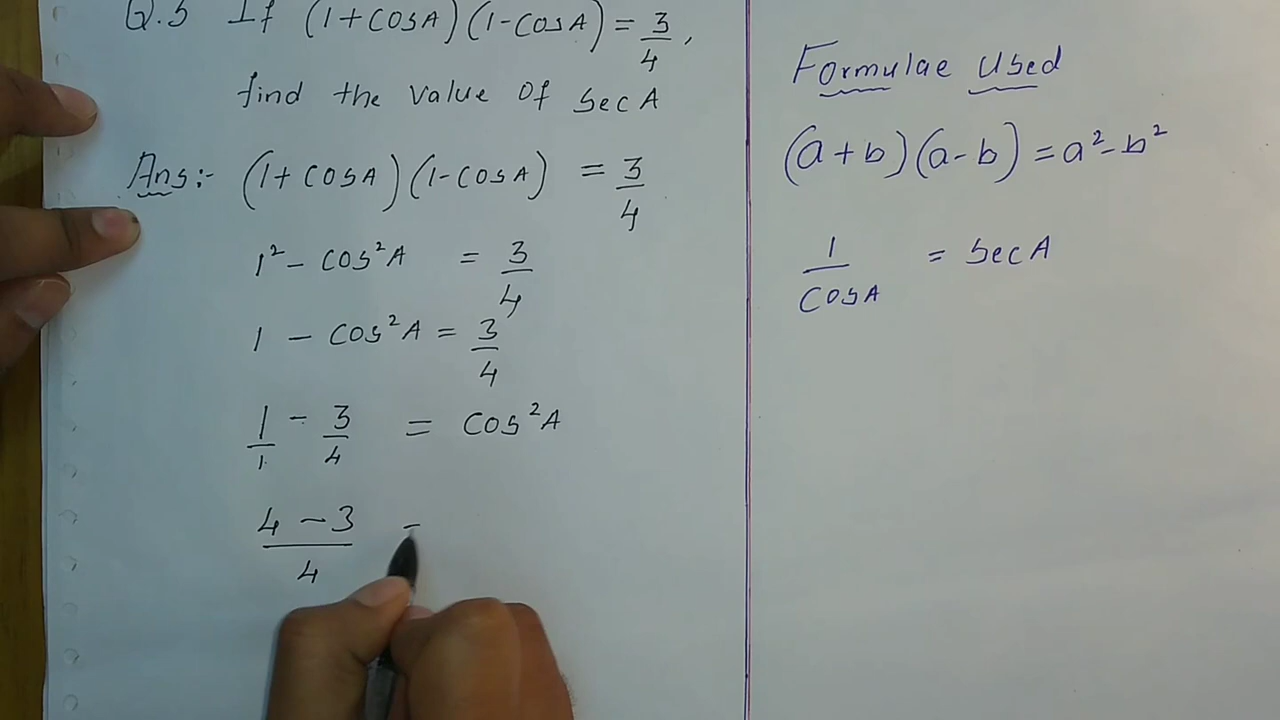 Q.5 If (1+cosA)(1-cosA) = 3/4,
find the value of secA
Ans:- (1+cosA)(1-cosA) = 3/4
1² - cos²A = 3/4
1 - cos²A = 3/4
1/1 - 3/4 = cos²A
4-3/4 =
Formulae Used
(a+b)(a-b) = a²-b²
1/cosA = secA